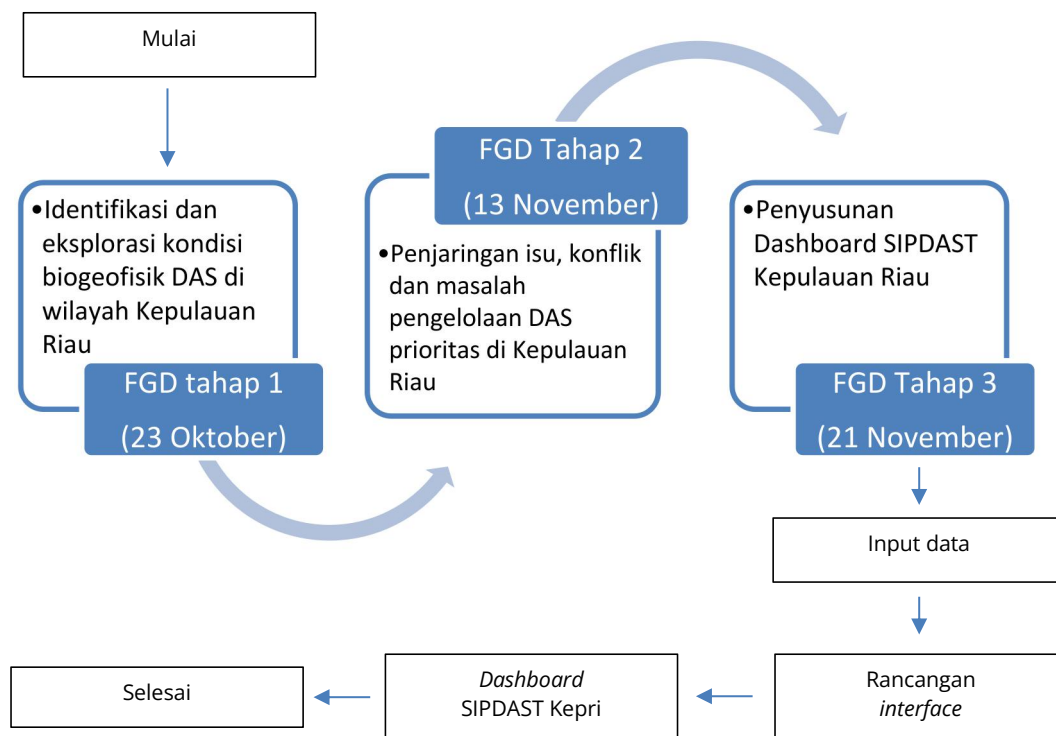 Mulai
•Identifikasi dan
eksplorasi kondisi
biogeofisik DAS di
wilayah Kepulauan
Riau
FGD tahap 1
(23 Oktober)
FGD Tahap 2
(13 November)
•Penjaringan isu, konflik
dan masalah
pengelolaan DAS
prioritas di Kepulauan
Riau
•Penyusunan
Dashboard SIPDAST
Kepulauan Riau
FGD Tahap 3
(21 November)
Input data
Rancangan
interface
Dashboard
SIPDAST Kepri
Selesai